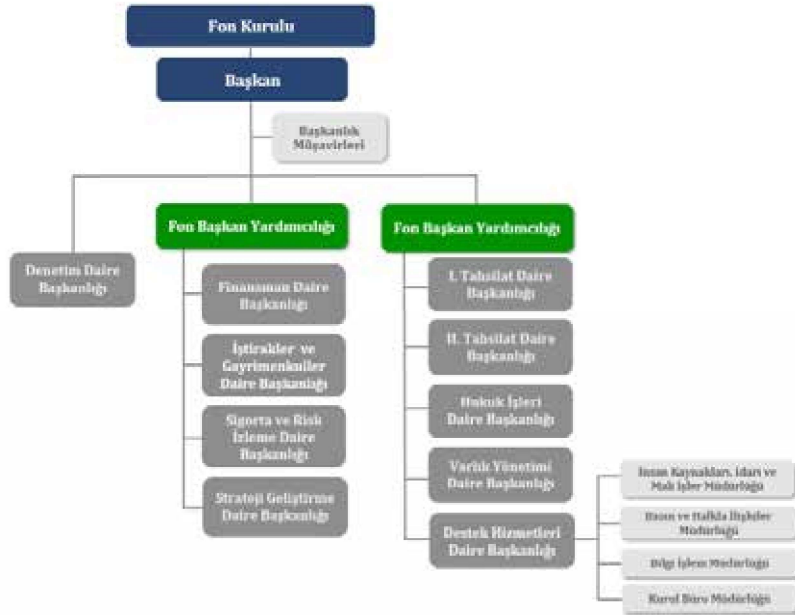 Fon Kurulu
Başkan
Başkanlık
Müşavirleri
Fon Başkan Yardımcılığı
Fon Başkan Yardımcılığı
Denetim Daire
Başkanlığı
Finansman Daire
Başkanlığı
İştirakler ve
Gayrimenkuller
Daire Başkanlığı
Sigorta ve Risk
İzleme Daire
Başkanlığı
Strateji Geliştirme
Daire Başkanlığı
I. Tahsilat Daire
Başkanlığı
II. Tahsilat Daire
Başkanlığı
Hukuk İşleri
Daire Başkanlığı
Varlık Yönetimi
Daire Başkanlığı
Destek Hizmetleri
Daire Başkanlığı
İnsan Kaynakları, İdari ve
Mali İşler Müdürlüğü
Basın ve Halkla İlişkiler
Müdürlüğü
Bilgi İşlem Müdürlüğü
Kurul Büro Müdürlüğü